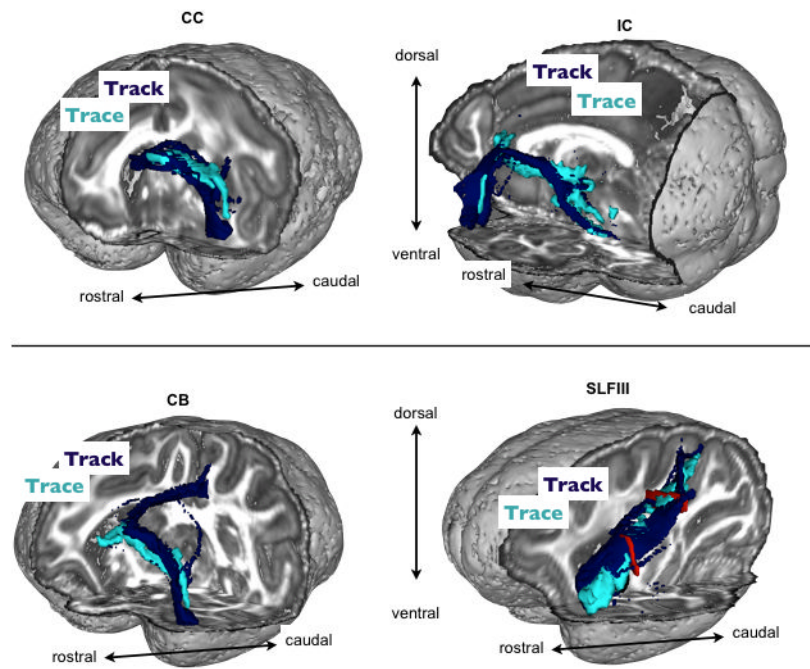 CC
IC
Track
Trace
dorsal
Track
Trace
ventral
rostral
caudal
rostral
caudal
CB
SLFIII
dorsal
Track
Trace
Track
Trace
ventral
rostral
caudal
rostral
caudal